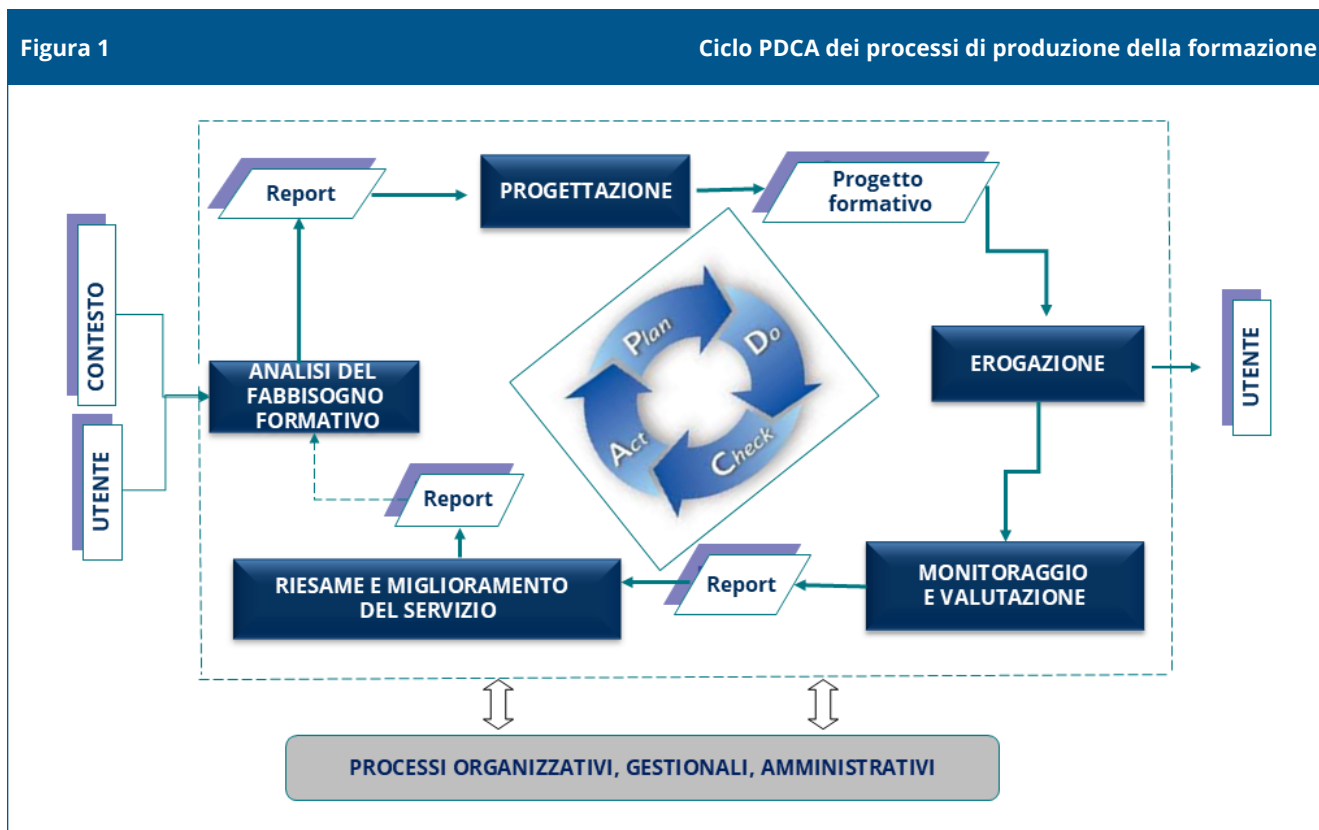 Figura 1
Ciclo PDCA dei processi di produzione della formazione
Report
PROGETTAZIONE
Progetto
formativo
CONTESTO
UTENTE
ANALISI DEL
FABBISOGNO
FORMATIVO
Plan
Do
Check
Act
EROGAZIONE
UTENTE
Report
RIESAME E MIGLIORAMENTO
DEL SERVIZIO
Report
MONITORAGGIO
E VALUTAZIONE
PROCESSI ORGANIZZATIVI, GESTIONALI, AMMINISTRATIVI